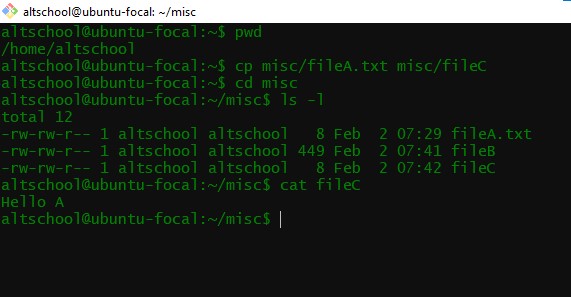 altschool@ubuntu-focal: ~/misc
altschool@ubuntu-focal:~$ pwd
/home/altschool
altschool@ubuntu-focal:~$ cp misc/fileA.txt misc/fileC
altschool@ubuntu-focal:~$ cd misc
altschool@ubuntu-focal:~/misc$ ls -l
total 12
-rw-rw-r-- 1 altschool altschool   8 Feb  2 07:29 fileA.txt
-rw-rw-r-- 1 altschool altschool 449 Feb  2 07:41 fileB
-rw-rw-r-- 1 altschool altschool   8 Feb  2 07:42 fileC
altschool@ubuntu-focal:~/misc$ cat fileC
Hello A
altschool@ubuntu-focal:~/misc$